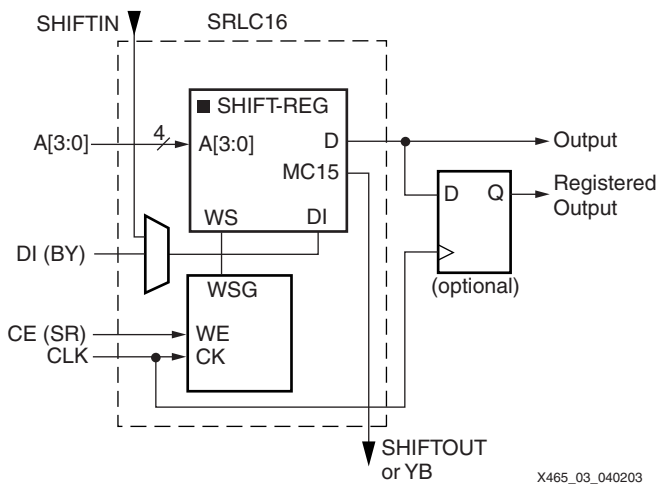 SHIFTIN
SRLC16
SHIFT-REG
A[3:0]
4
A[3:0]
D
MC15
Output
D
Q
Registered
Output
WS
DI
DI (BY)
WSG
(optional)
CE (SR)
WE
CLK
CK
SHIFTOUT
or YB
X465_03_040203